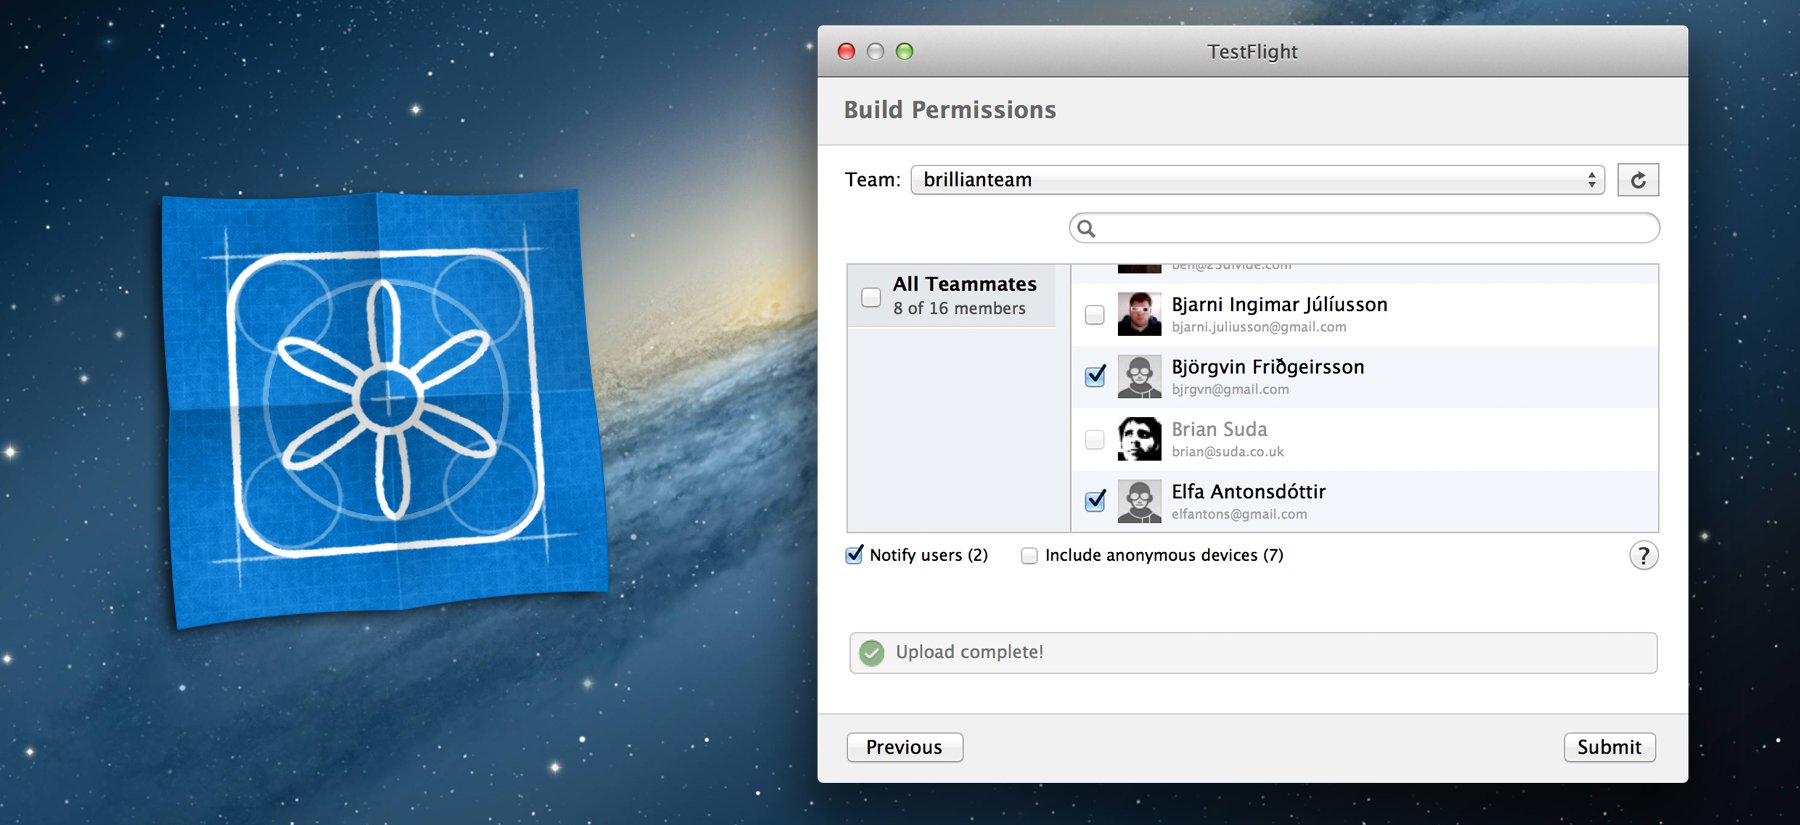 TestFlight
Build Permissions
Team: brillianteam
All Teammates
8 of 16 members
Bjarni Ingimar Júlíusson
bjarni.juliusson@gmail.com
Björgvin Friðgeirsson
bjrgvn@gmail.com
Brian Suda
brian@suda.co.uk
Elfa Antonsdóttir
elfantons@gmail.com
Notify users (2) Include anonymous devices (7) ?
Upload complete!
Previous Submit